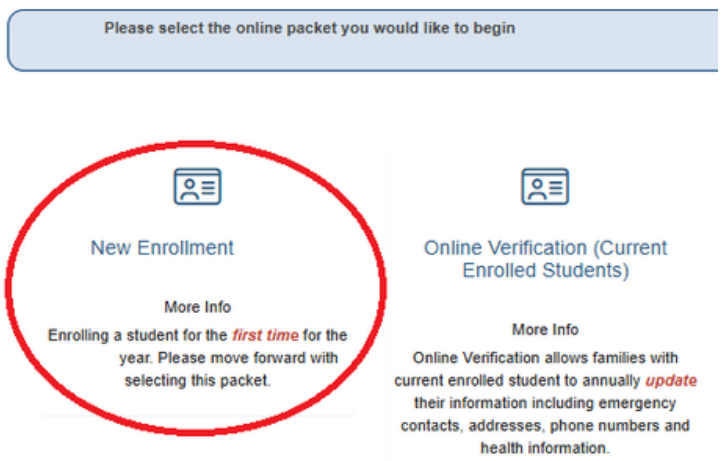 Please select the online packet you would like to begin
New Enrollment
More Info
Enrolling a student for the first time for the
year. Please move forward with
selecting this packet.
Online Verification (Current
Enrolled Students)
More Info
Online Verification allows families with
current enrolled student to annually update
their information including emergency
contacts, addresses, phone numbers and
health information.